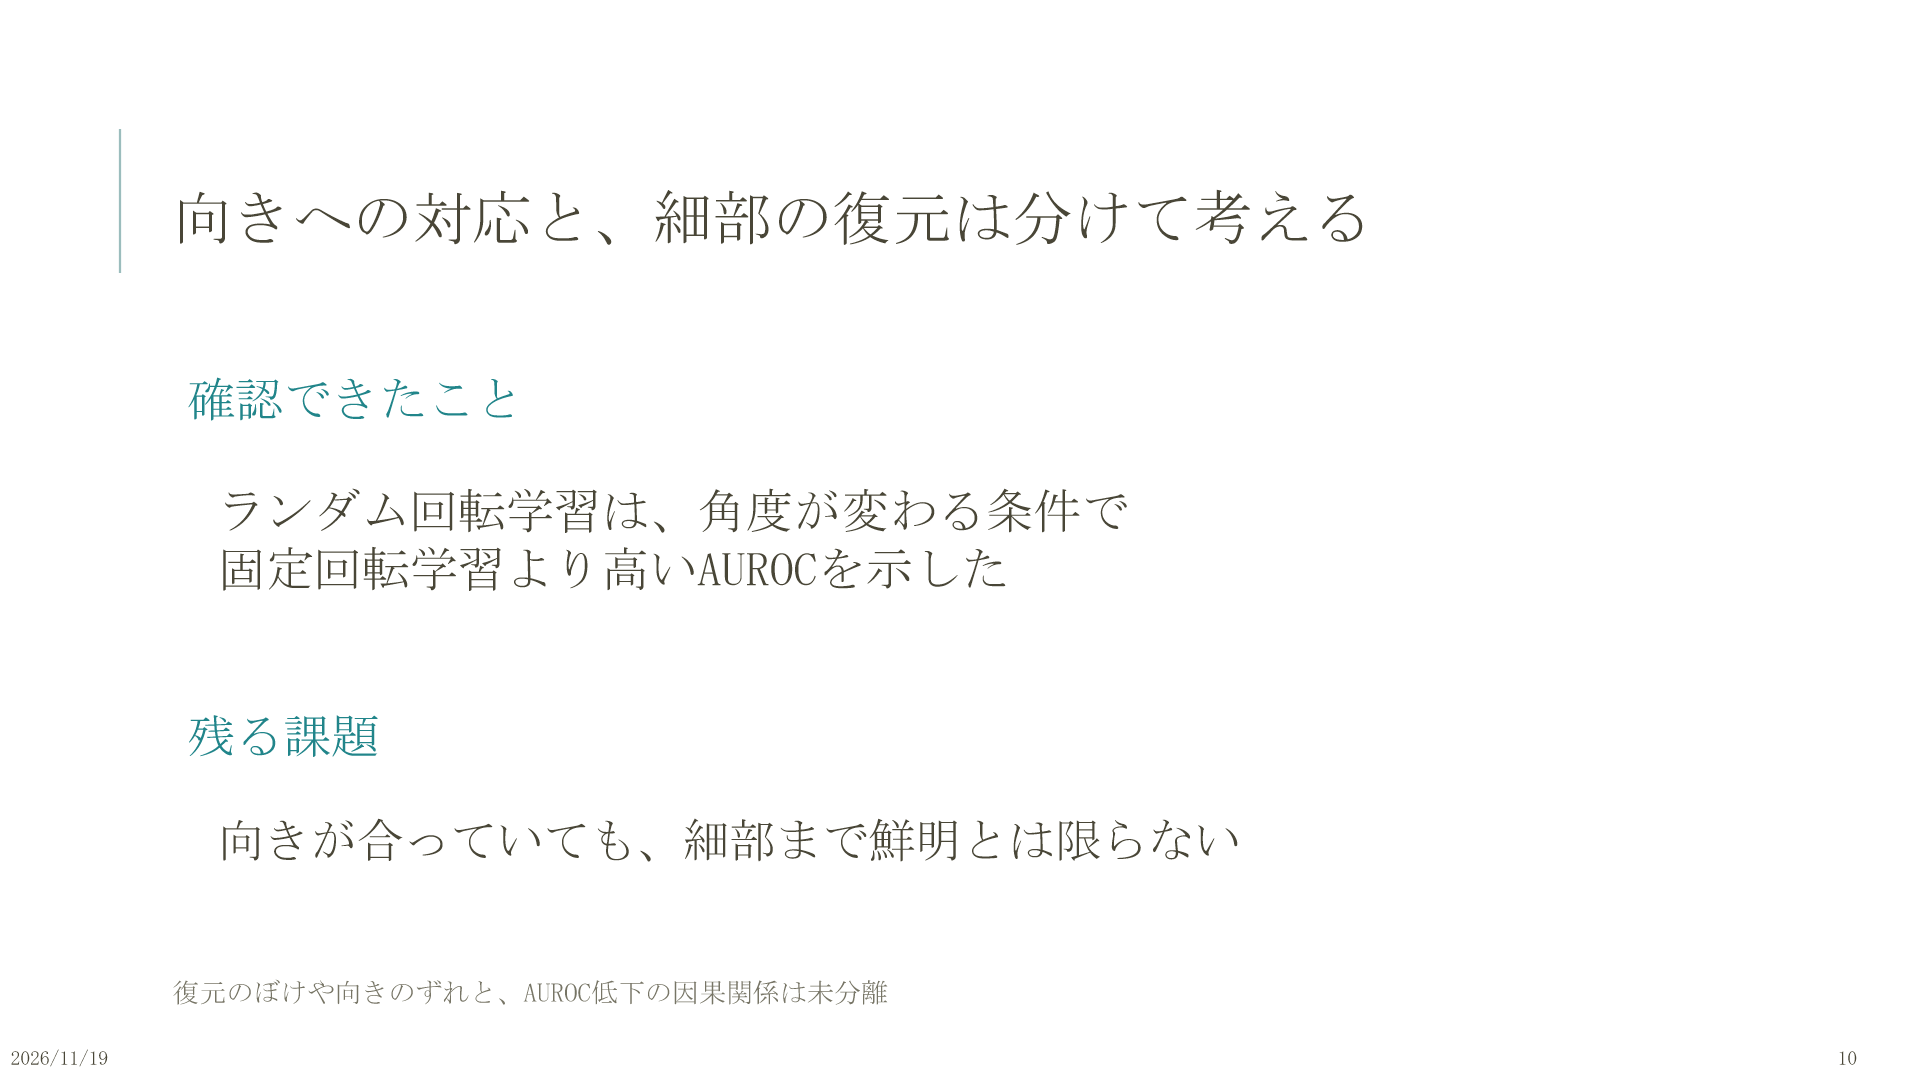 向きへの対応と、細部の復元は分けて考える
確認できたこと
ランダム回転学習は、角度が変わる条件で
固定回転学習より高いAUROCを示した
残る課題
向きが合っていても、細部まで鮮明とは限らない
復元のぼけや向きのずれと、AUROC低下の因果関係は未分離
2026/11/19
10